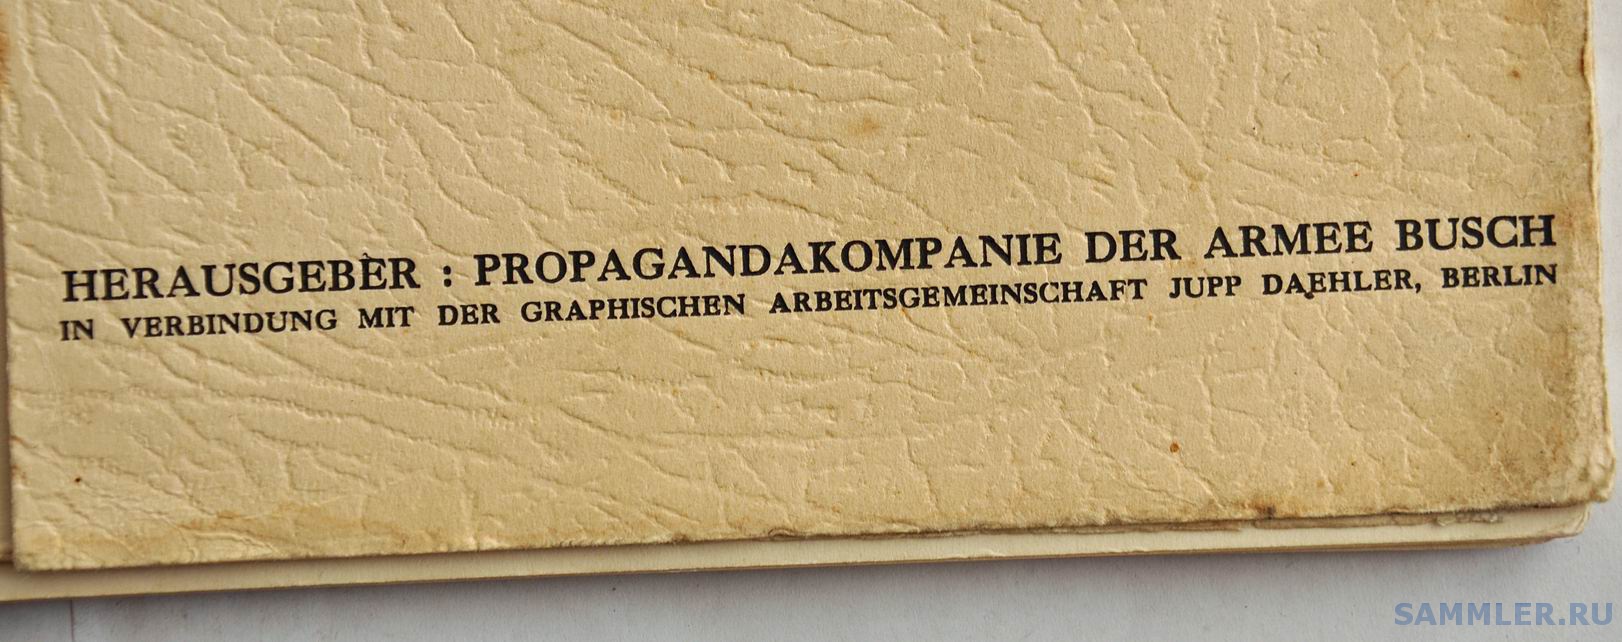 HERAUSGEBER : PROPAGANDAKOMPANIE DER ARMEE BUSCH
IN VERBINDUNG MIT DER GRAPHISCHEN ARBEITSGEMEINSCHAFT JUPP DAEHLER, BERLIN
SAMMLER.RU